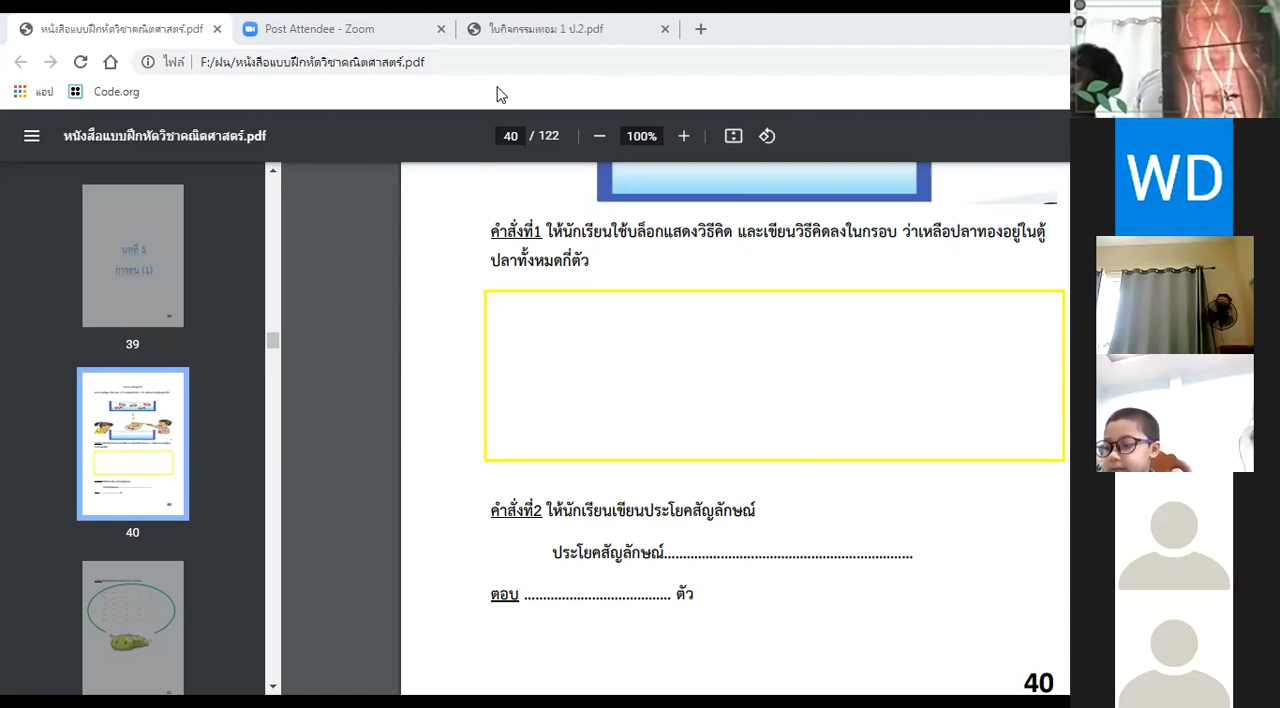 หนังสือแบบฝึกหัดวิชาคณิตศาสตร์.pdf
Post Attendee - Zoom
ใบกิจกรรมเทอม 1 ป.2.pdf
ไฟล์
F:/ฝน/หนังสือแบบฝึกหัดวิชาคณิตศาสตร์.pdf
แอป
Code.org
หนังสือแบบฝึกหัดวิชาคณิตศาสตร์.pdf
40 / 122
100%
บทที่ 5
การลบ (1)
39
40
คำสั่งที่1 ให้นักเรียนใช้บล็อกแสดงวิธีคิด และเขียนวิธีคิดลงในกรอบ ว่าเหลือปลาทองอยู่ในตู้
ปลาทั้งหมดกี่ตัว
คำสั่งที่2 ให้นักเรียนเขียนประโยคสัญลักษณ์
ประโยคสัญลักษณ์.......................................................
ตอบ ...................................... ตัว
40
WD